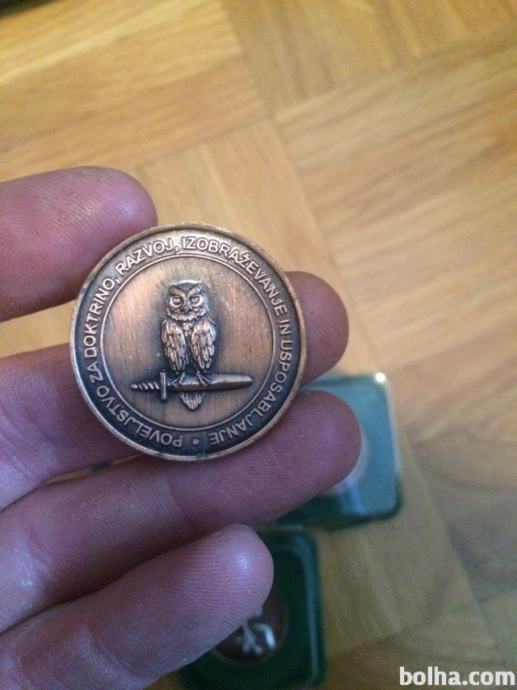 POVELJSTVO ZA DOKTRINO, RAZVOJ, IZOBRAŽEVANJE IN USPOSABLJANJE •
bolha.com